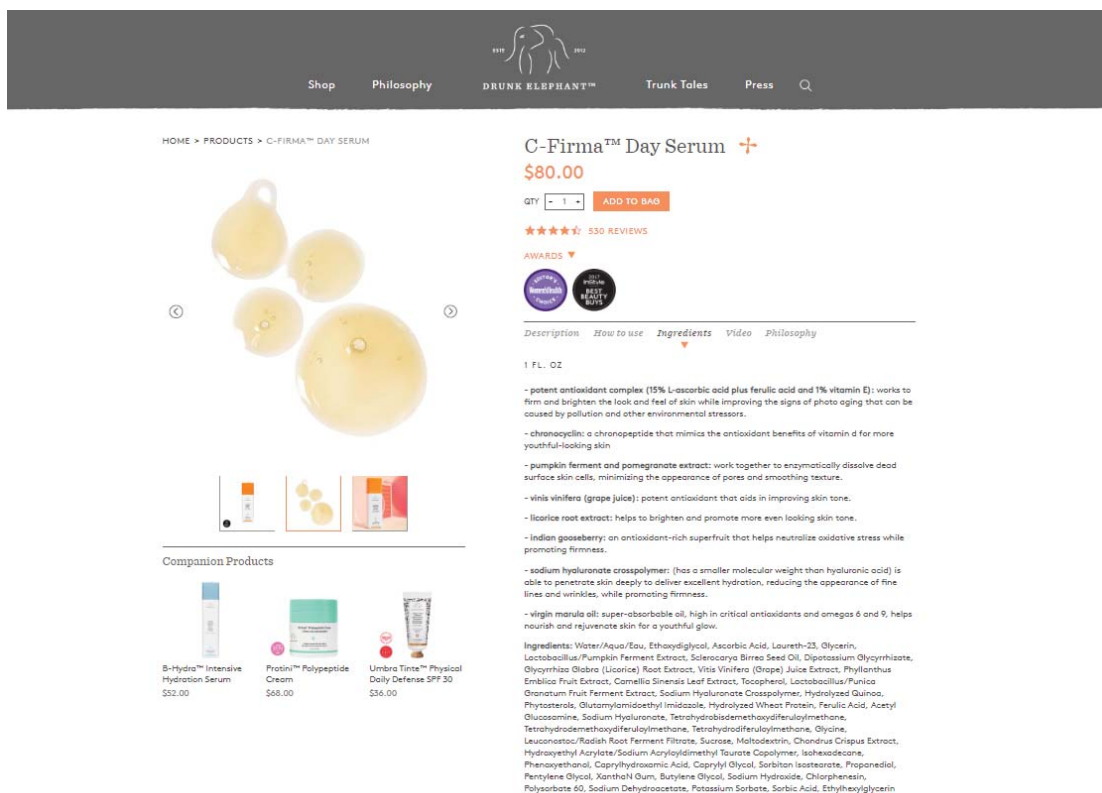 ESTD 2012
DRUNK ELEPHANT™
Shop Philosophy Trunk Tales Press
HOME > PRODUCTS > C-FIRMA™ DAY SERUM
C-Firma™ Day Serum
$80.00
QTY - 1 + ADD TO BAG
530 REVIEWS
AWARDS
EDITOR'S
Women'sHealth
CHOICE
2017
InStyle
BEST
BEAUTY
BUYS
Description How to use Ingredients Video Philosophy
1 FL. OZ
- potent antioxidant complex (15% L-ascorbic acid plus ferulic acid and 1% vitamin E): works to
firm and brighten the look and feel of skin while improving the signs of photo aging that can be
caused by pollution and other environmental stressors.
- chronocyclin: a chronopeptide that mimics the antioxidant benefits of vitamin d for more
youthful-looking skin
- pumpkin ferment and pomegranate extract: work together to enzymatically dissolve dead
surface skin cells, minimizing the appearance of pores and smoothing texture.
- vinis vinifera (grape juice): potent antioxidant that aids in improving skin tone.
- licorice root extract: helps to brighten and promote more even looking skin tone.
- indian gooseberry: an antioxidant-rich superfruit that helps neutralize oxidative stress while
promoting firmness.
- sodium hyaluronate crosspolymer: (has a smaller molecular weight than hyaluronic acid) is
able to penetrate skin deeply to deliver excellent hydration, reducing the appearance of fine
lines and wrinkles, while promoting firmness.
- virgin marula oil: super-absorbable oil, high in critical antioxidants and omegas 6 and 9, helps
nourish and rejuvenate skin for a youthful glow.
Ingredients: Water/Aqua/Eau, Ethoxydiglycol, Ascorbic Acid, Laureth-23, Glycerin,
Lactobacillus/Pumpkin Ferment Extract, Sclerocarya Birrea Seed Oil, Dipotassium Glycyrrhizate,
Glycyrrhiza Glabra (Licorice) Root Extract, Vitis Vinifera (Grape) Juice Extract, Phyllanthus
Emblica Fruit Extract, Camellia Sinensis Leaf Extract, Tocopherol, Lactobacillus/Punica
Granatum Fruit Ferment Extract, Sodium Hyaluronate Crosspolymer, Hydrolyzed Quinoa,
Phytosterols, Glutamylamidoethyl Imidazole, Hydrolyzed Wheat Protein, Ferulic Acid, Acetyl
Glucosamine, Sodium Hyaluronate, Tetrahydrobisdemethoxydiferuloylmethane,
Tetrahydrodemethoxydiferuloylmethane, Tetrahydrodiferuloylmethane, Glycine,
Leuconostoc/Radish Root Ferment Filtrate, Sucrose, Maltodextrin, Chondrus Crispus Extract,
Hydroxyethyl Acrylate/Sodium Acryloyldimethyl Taurate Copolymer, Isohexadecane,
Phenoxyethanol, Caprylhydroxamic Acid, Caprylyl Glycol, Sorbitan Isostearate, Propanediol,
Pentylene Glycol, XanthaN Gum, Butylene Glycol, Sodium Hydroxide, Chlorphenesin,
Polysorbate 60, Sodium Dehydroacetate, Potassium Sorbate, Sorbic Acid, Ethylhexylglycerin
Companion Products
B-Hydra™ Intensive
Hydration Serum
$52.00
Protini™ Polypeptide
Cream
$68.00
Umbra Tinte™ Physical
Daily Defense SPF 30
$36.00